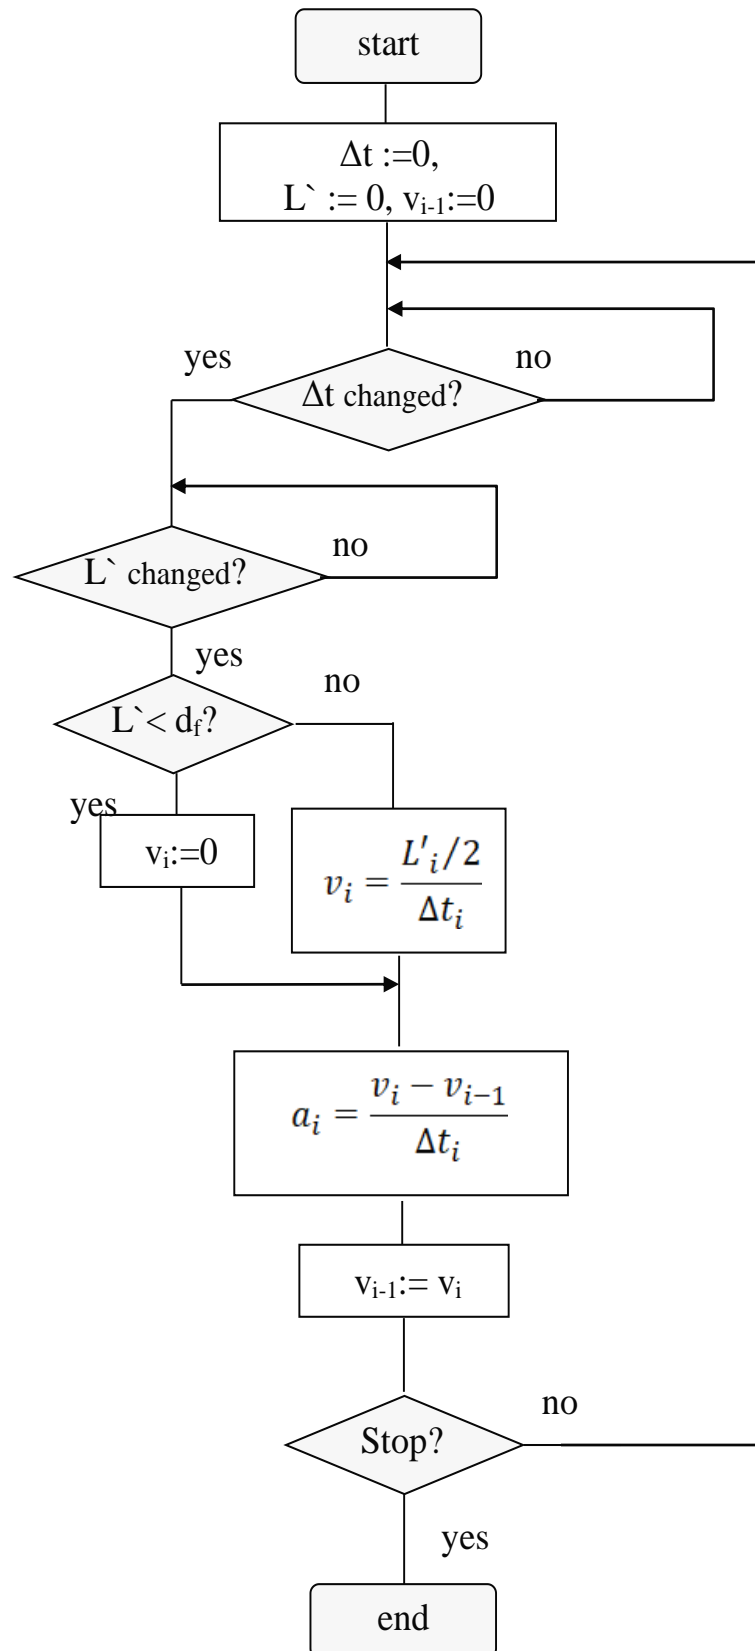 start
Δt :=0,
L` := 0, vᵢ₋₁:=0
yes
no
Δt changed?
no
L` changed?
yes
no
L`< d_f?
yes
vᵢ:=0
vᵢ = (L'ᵢ/2)/Δtᵢ
aᵢ = (vᵢ − vᵢ₋₁)/Δtᵢ
vᵢ₋₁:= vᵢ
no
Stop?
yes
end